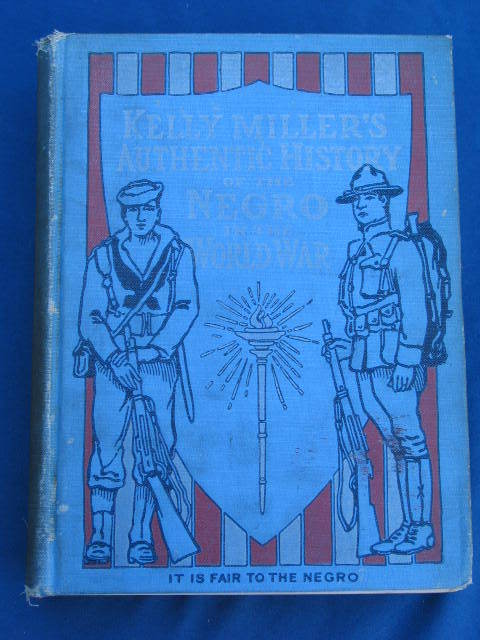 KELLY MILLER'S
AUTHENTIC HISTORY
OF THE
NEGRO
IN THE
WORLD WAR
IT IS FAIR TO THE NEGRO